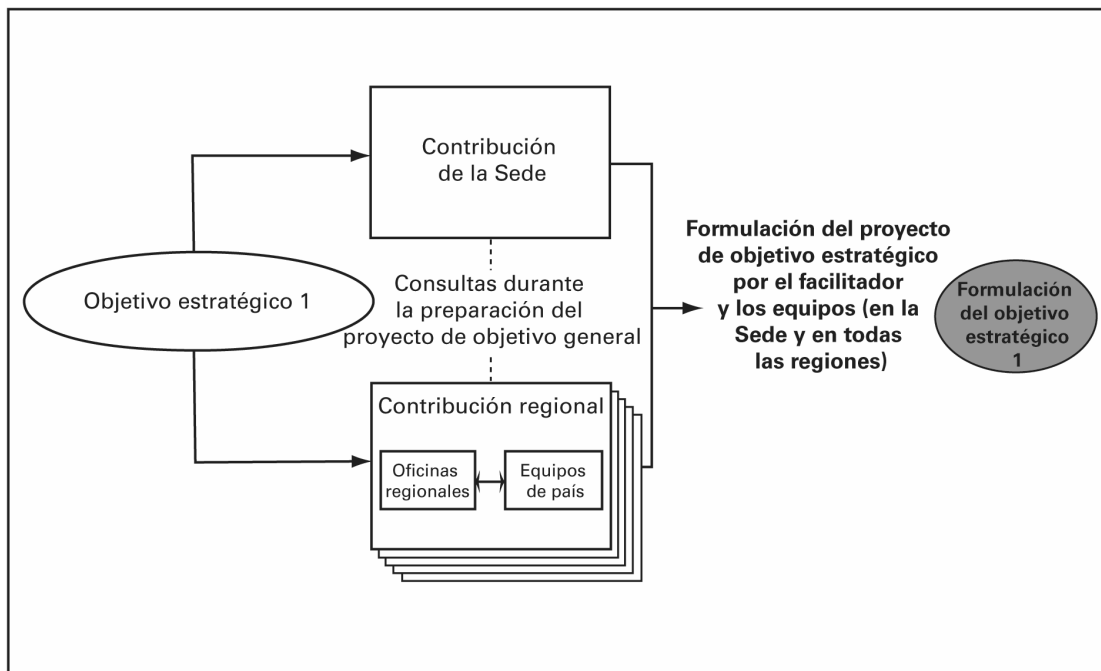 Contribución
de la Sede
Objetivo estratégico 1
Consultas durante
la preparación del
proyecto de objetivo general
Contribución regional
Oficinas
regionales
Equipos
de país
Formulación del proyecto
de objetivo estratégico
por el facilitador
y los equipos (en la
Sede y en todas
las regiones)
Formulación
del objetivo
estratégico
1